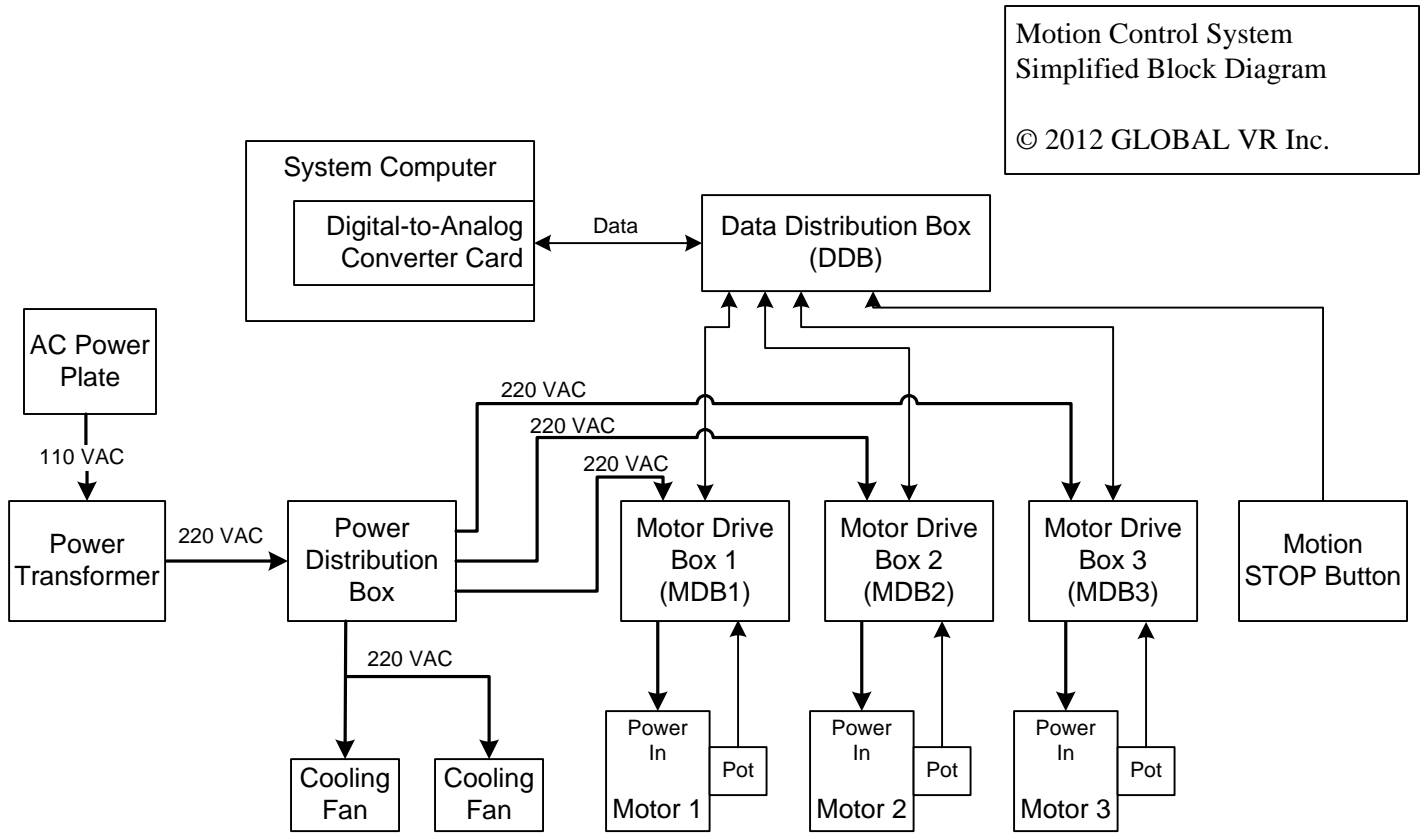 Motion Control System
Simplified Block Diagram
© 2012 GLOBAL VR Inc.
System Computer
Digital-to-Analog
Converter Card
Data
Data Distribution Box
(DDB)
AC Power
Plate
110 VAC
220 VAC
220 VAC
220 VAC
Power
Transformer
220 VAC
Power
Distribution
Box
Motor Drive
Box 1
(MDB1)
Motor Drive
Box 2
(MDB2)
Motor Drive
Box 3
(MDB3)
Motion
STOP Button
220 VAC
Cooling
Fan
Cooling
Fan
Power
In
Pot
Motor 1
Power
In
Pot
Motor 2
Power
In
Pot
Motor 3